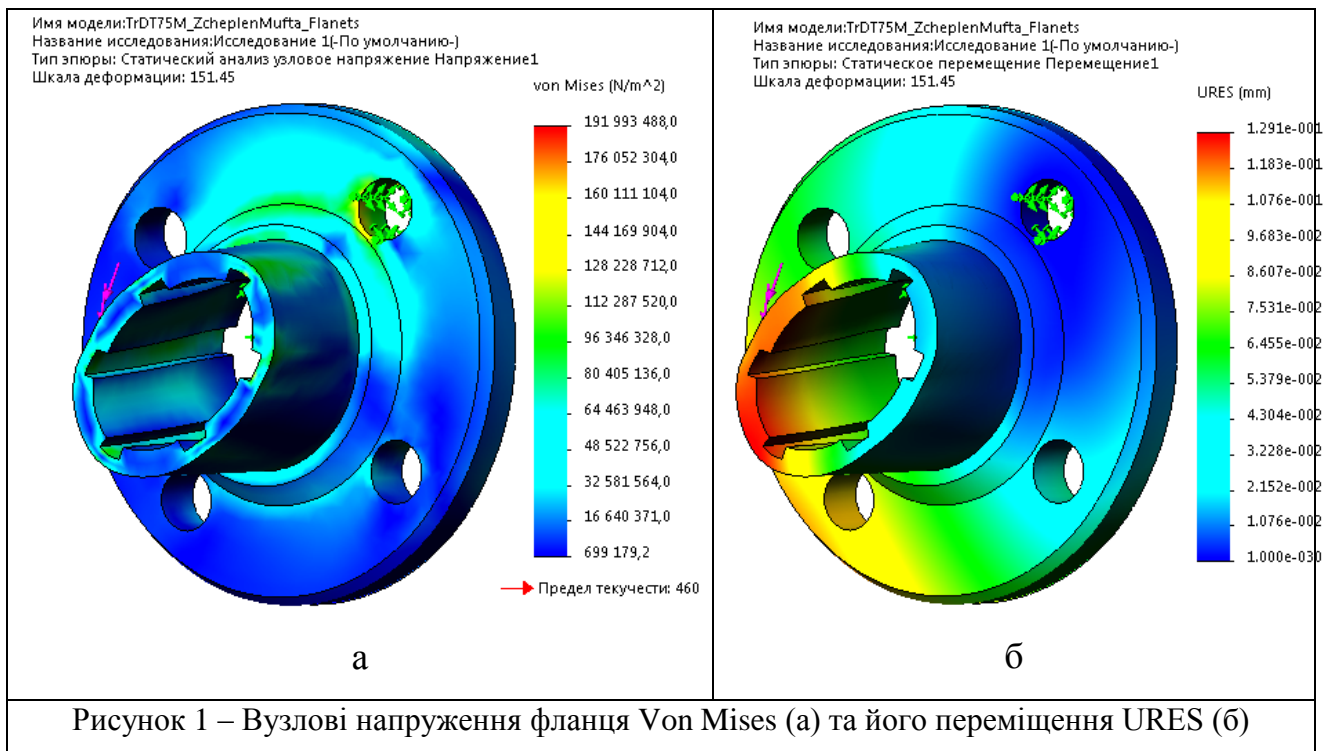 Имя модели:TrDT75M_ZcheplenMufta_Flanets
Название исследования:Исследование 1(-По умолчанию-)
Тип эпюры: Статический анализ узловое напряжение Напряжение1
Шкала деформации: 151.45
von Mises (N/m^2)
191 993 488,0
176 052 304,0
160 111 104,0
144 169 904,0
128 228 712,0
112 287 520,0
96 346 328,0
80 405 136,0
64 463 948,0
48 522 756,0
32 581 564,0
16 640 371,0
699 179,2
Предел текучести: 460
а
Имя модели:TrDT75M_ZcheplenMufta_Flanets
Название исследования:Исследование 1(-По умолчанию-)
Тип эпюры: Статическое перемещение Перемещение1
Шкала деформации: 151.45
URES (mm)
1.291e-001
1.183e-001
1.076e-001
9.683e-002
8.607e-002
7.531e-002
6.455e-002
5.379e-002
4.304e-002
3.228e-002
2.152e-002
1.076e-002
1.000e-030
б
Рисунок 1 – Вузлові напруження фланця Von Mises (а) та його переміщення URES (б)